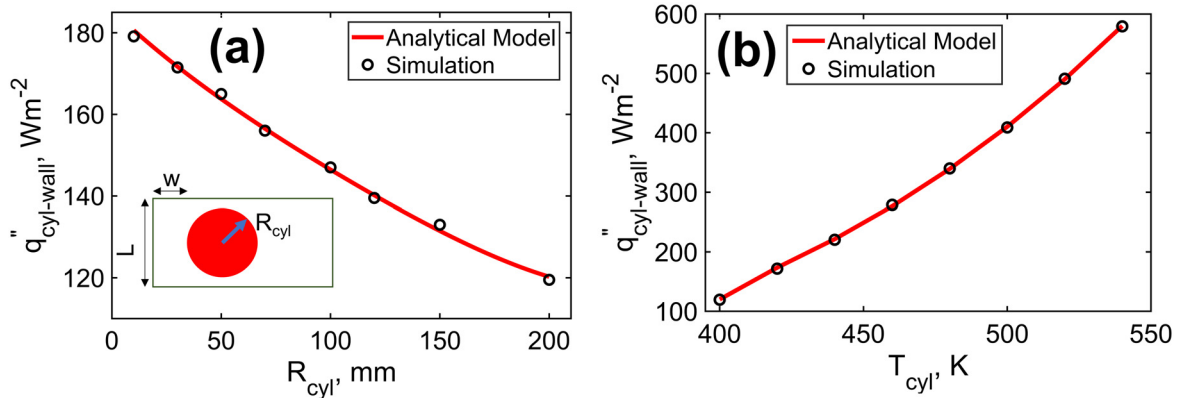 (a)
Analytical Model
Simulation
q''cyl-wall, Wm-2
180
160
140
120
0
50
100
150
200
Rcyl, mm
w
L
Rcyl
(b)
Analytical Model
Simulation
q''cyl-wall, Wm-2
600
500
400
300
200
100
400
450
500
550
Tcyl, K